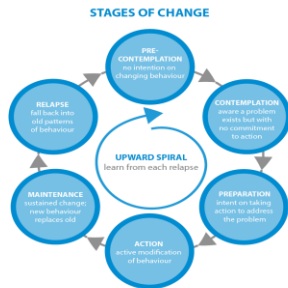 STAGES OF CHANGE
PRE-
CONTEMPLATION
no intention on
changing behaviour
CONTEMPLATION
aware a problem
exists but with
no commitment
to action
PREPARATION
intent on taking
action to address
the problem
ACTION
active modification
of behaviour
MAINTENANCE
sustained change;
new behaviour
replaces old
RELAPSE
fall back into
old patterns
of behaviour
UPWARD SPIRAL
learn from each relapse